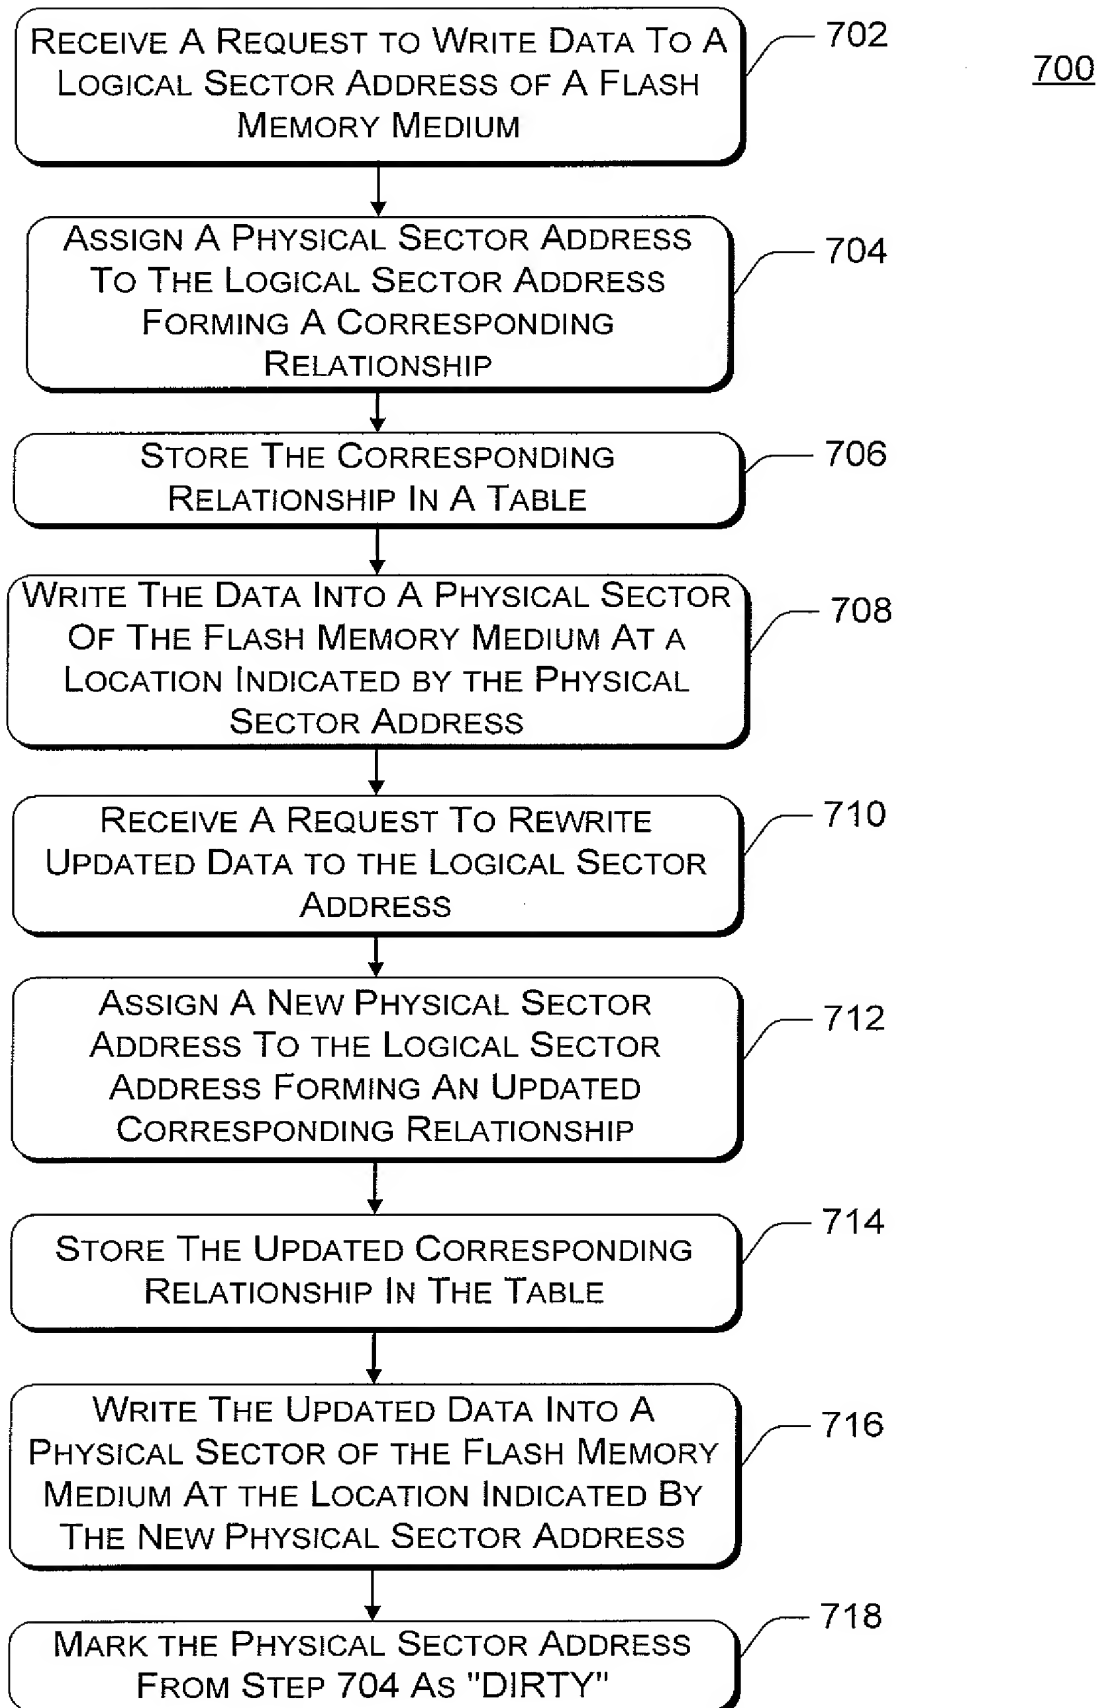 RECEIVE A REQUEST TO WRITE DATA TO A
LOGICAL SECTOR ADDRESS OF A FLASH
MEMORY MEDIUM
702
700
ASSIGN A PHYSICAL SECTOR ADDRESS
TO THE LOGICAL SECTOR ADDRESS
FORMING A CORRESPONDING
RELATIONSHIP
704
STORE THE CORRESPONDING
RELATIONSHIP IN A TABLE
706
WRITE THE DATA INTO A PHYSICAL SECTOR
OF THE FLASH MEMORY MEDIUM AT A
LOCATION INDICATED BY THE PHYSICAL
SECTOR ADDRESS
708
RECEIVE A REQUEST TO REWRITE
UPDATED DATA TO THE LOGICAL SECTOR
ADDRESS
710
ASSIGN A NEW PHYSICAL SECTOR
ADDRESS TO THE LOGICAL SECTOR
ADDRESS FORMING AN UPDATED
CORRESPONDING RELATIONSHIP
712
STORE THE UPDATED CORRESPONDING
RELATIONSHIP IN THE TABLE
714
WRITE THE UPDATED DATA INTO A
PHYSICAL SECTOR OF THE FLASH MEMORY
MEDIUM AT THE LOCATION INDICATED BY
THE NEW PHYSICAL SECTOR ADDRESS
716
MARK THE PHYSICAL SECTOR ADDRESS
FROM STEP 704 AS "DIRTY"
718